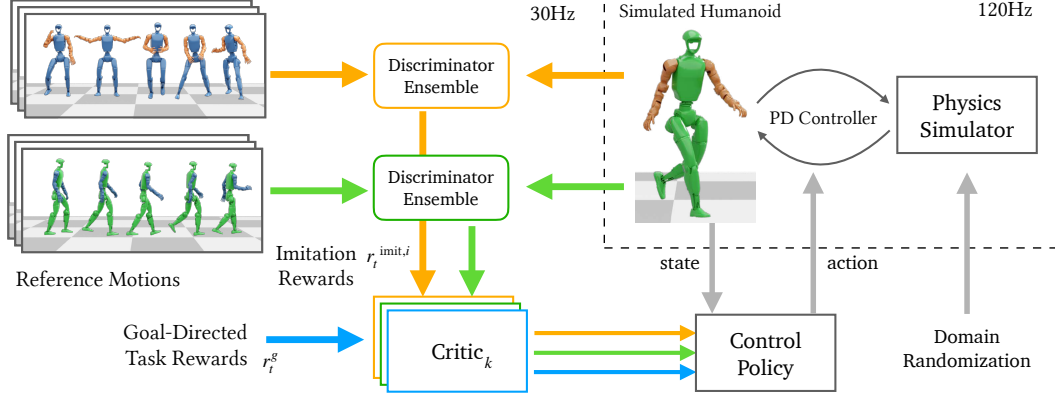 30Hz
Simulated Humanoid
120Hz
Discriminator
Ensemble
PD Controller
Physics
Simulator
Discriminator
Ensemble
Reference Motions
Imitation
Rewards r_t^{imit,i}
state
action
Goal-Directed
Task Rewards r_t^g
Critic_k
Control
Policy
Domain
Randomization